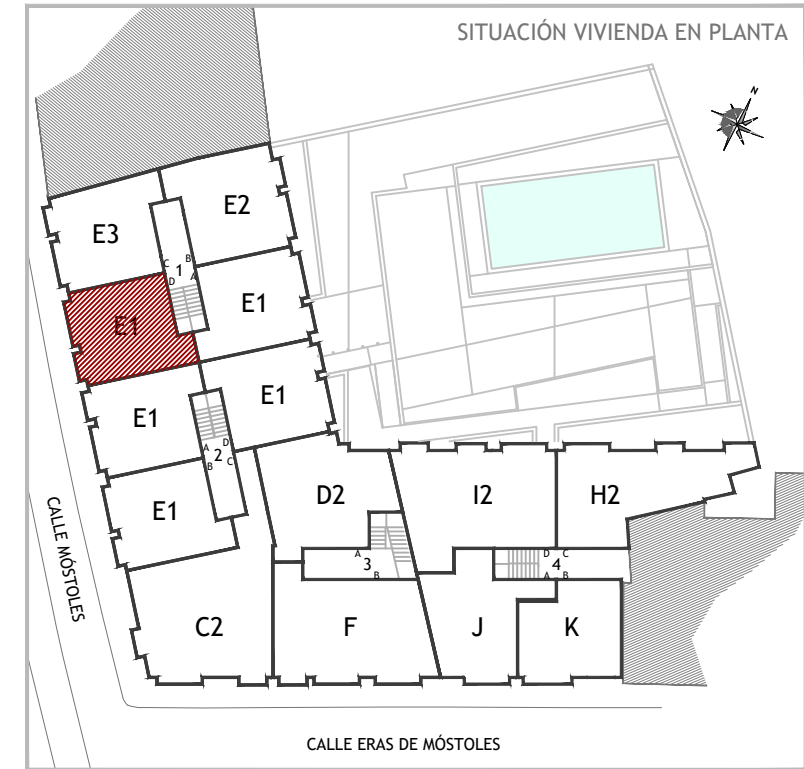 SITUACIÓN VIVIENDA EN PLANTA
N
E2
E3
C B
1
D A
E1
E1
E1
E1
A D
2
B C
E1
D2
I2
H2
A
3
B
D C
4
A B
CALLE MÓSTOLES
C2
F
J
K
CALLE ERAS DE MÓSTOLES